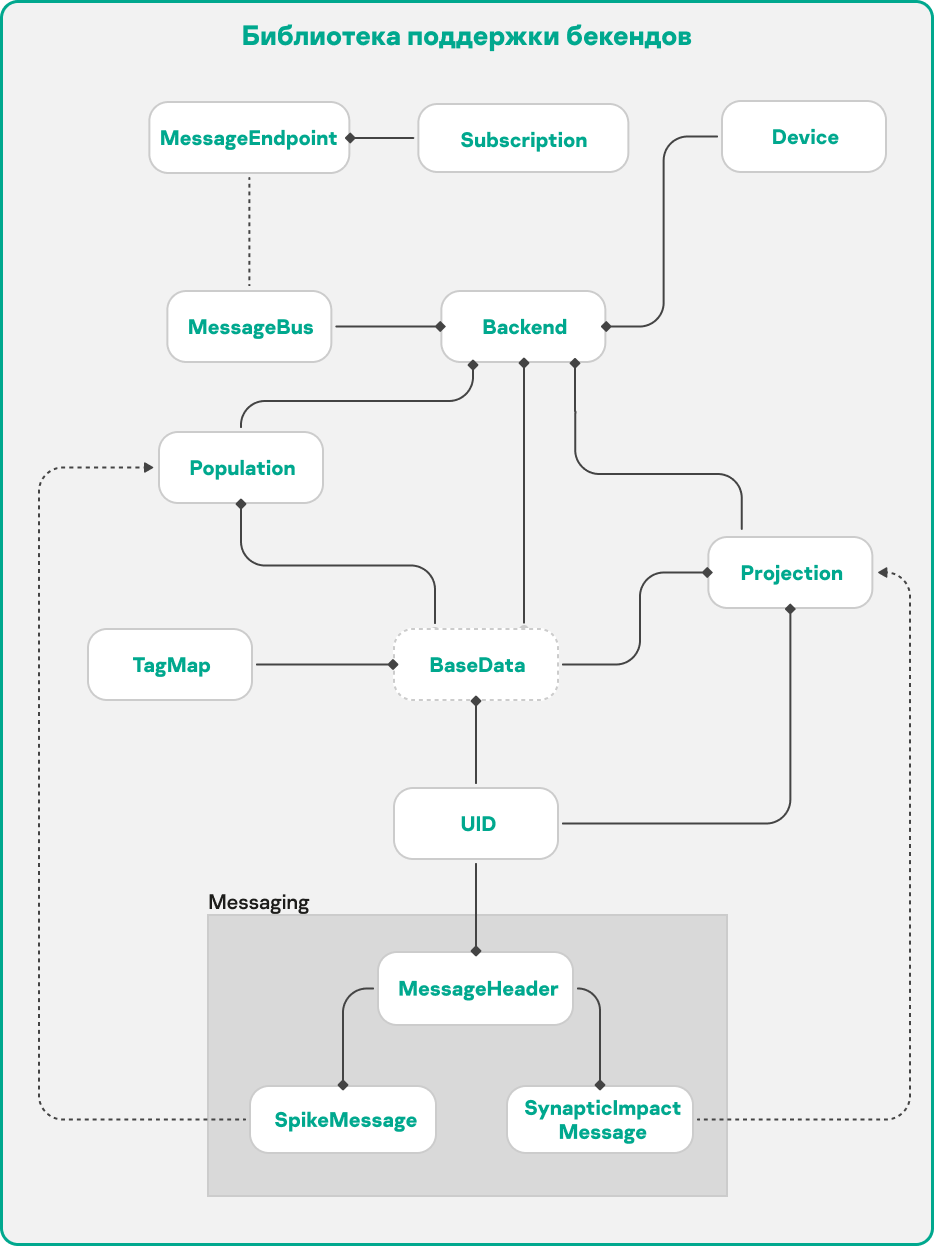 Библиотека поддержки бекендов
MessageEndpoint
Subscription
Device
MessageBus
Backend
Population
Projection
TagMap
BaseData
UID
Messaging
MessageHeader
SpikeMessage
SynapticImpact
Message